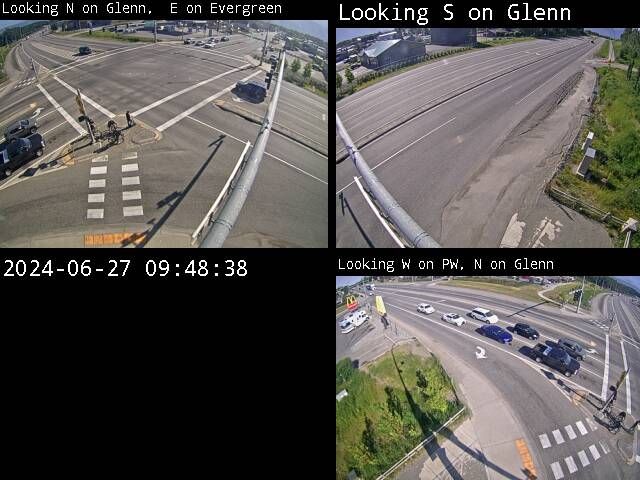 Looking N on Glenn,  E on Evergreen
Looking S on Glenn
2024-06-27 09:48:38
Looking W on PW, N on Glenn